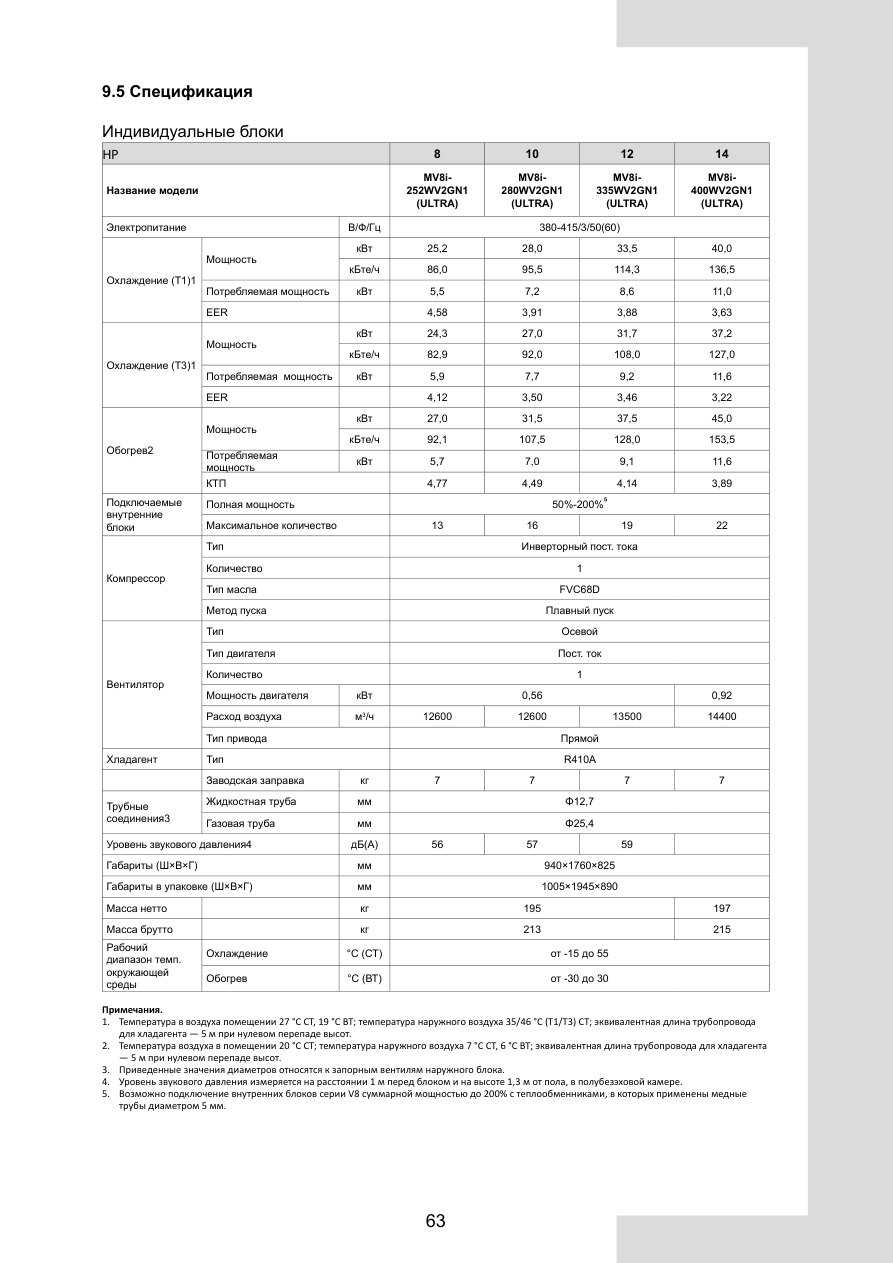 9.5 Спецификация
Индивидуальные блоки
HP 8 10 12 14
Название модели MV8i-252WV2GN1 (ULTRA) MV8i-280WV2GN1 (ULTRA) MV8i-335WV2GN1 (ULTRA) MV8i-400WV2GN1 (ULTRA)
Электропитание В/Ф/Гц 380-415/3/50(60)
Охлаждение (T1)1 Мощность кВт 25,2 28,0 33,5 40,0
кБте/ч 86,0 95,5 114,3 136,5
Потребляемая мощность кВт 5,5 7,2 8,6 11,0
EER 4,58 3,91 3,88 3,63
Охлаждение (T3)1 Мощность кВт 24,3 27,0 31,7 37,2
кБте/ч 82,9 92,0 108,0 127,0
Потребляемая мощность кВт 5,9 7,7 9,2 11,6
EER 4,12 3,50 3,46 3,22
Обогрев2 Мощность кВт 27,0 31,5 37,5 45,0
кБте/ч 92,1 107,5 128,0 153,5
Потребляемая мощность кВт 5,7 7,0 9,1 11,6
КТП 4,77 4,49 4,14 3,89
Подключаемые внутренние блоки Полная мощность 50%-200%⁵
Максимальное количество 13 16 19 22
Компрессор Тип Инверторный пост. тока
Количество 1
Тип масла FVC68D
Метод пуска Плавный пуск
Вентилятор Тип Осевой
Тип двигателя Пост. ток
Количество 1
Мощность двигателя кВт 0,56 0,92
Расход воздуха м³/ч 12600 12600 13500 14400
Тип привода Прямой
Хладагент Тип R410A
Заводская заправка кг 7 7 7 7
Трубные соединения3 Жидкостная труба мм Ф12,7
Газовая труба мм Ф25,4
Уровень звукового давления4 дБ(А) 56 57 59
Габариты (Ш×В×Г) мм 940×1760×825
Габариты в упаковке (Ш×В×Г) мм 1005×1945×890
Масса нетто кг 195 197
Масса брутто кг 213 215
Рабочий диапазон темп. окружающей среды Охлаждение °C (СТ) от -15 до 55
Обогрев °C (ВТ) от -30 до 30
Примечания.
1. Температура в воздуха помещении 27 °C СТ, 19 °C ВТ; температура наружного воздуха 35/46 °C (T1/T3) СТ; эквивалентная длина трубопровода
для хладагента — 5 м при нулевом перепаде высот.
2. Температура воздуха в помещении 20 °C СТ; температура наружного воздуха 7 °C СТ, 6 °C ВТ; эквивалентная длина трубопровода для хладагента
— 5 м при нулевом перепаде высот.
3. Приведенные значения диаметров относятся к запорным вентилям наружного блока.
4. Уровень звукового давления измеряется на расстоянии 1 м перед блоком и на высоте 1,3 м от пола, в полубезэховой камере.
5. Возможно подключение внутренних блоков серии V8 суммарной мощностью до 200% с теплообменниками, в которых применены медные
трубы диаметром 5 мм.
63